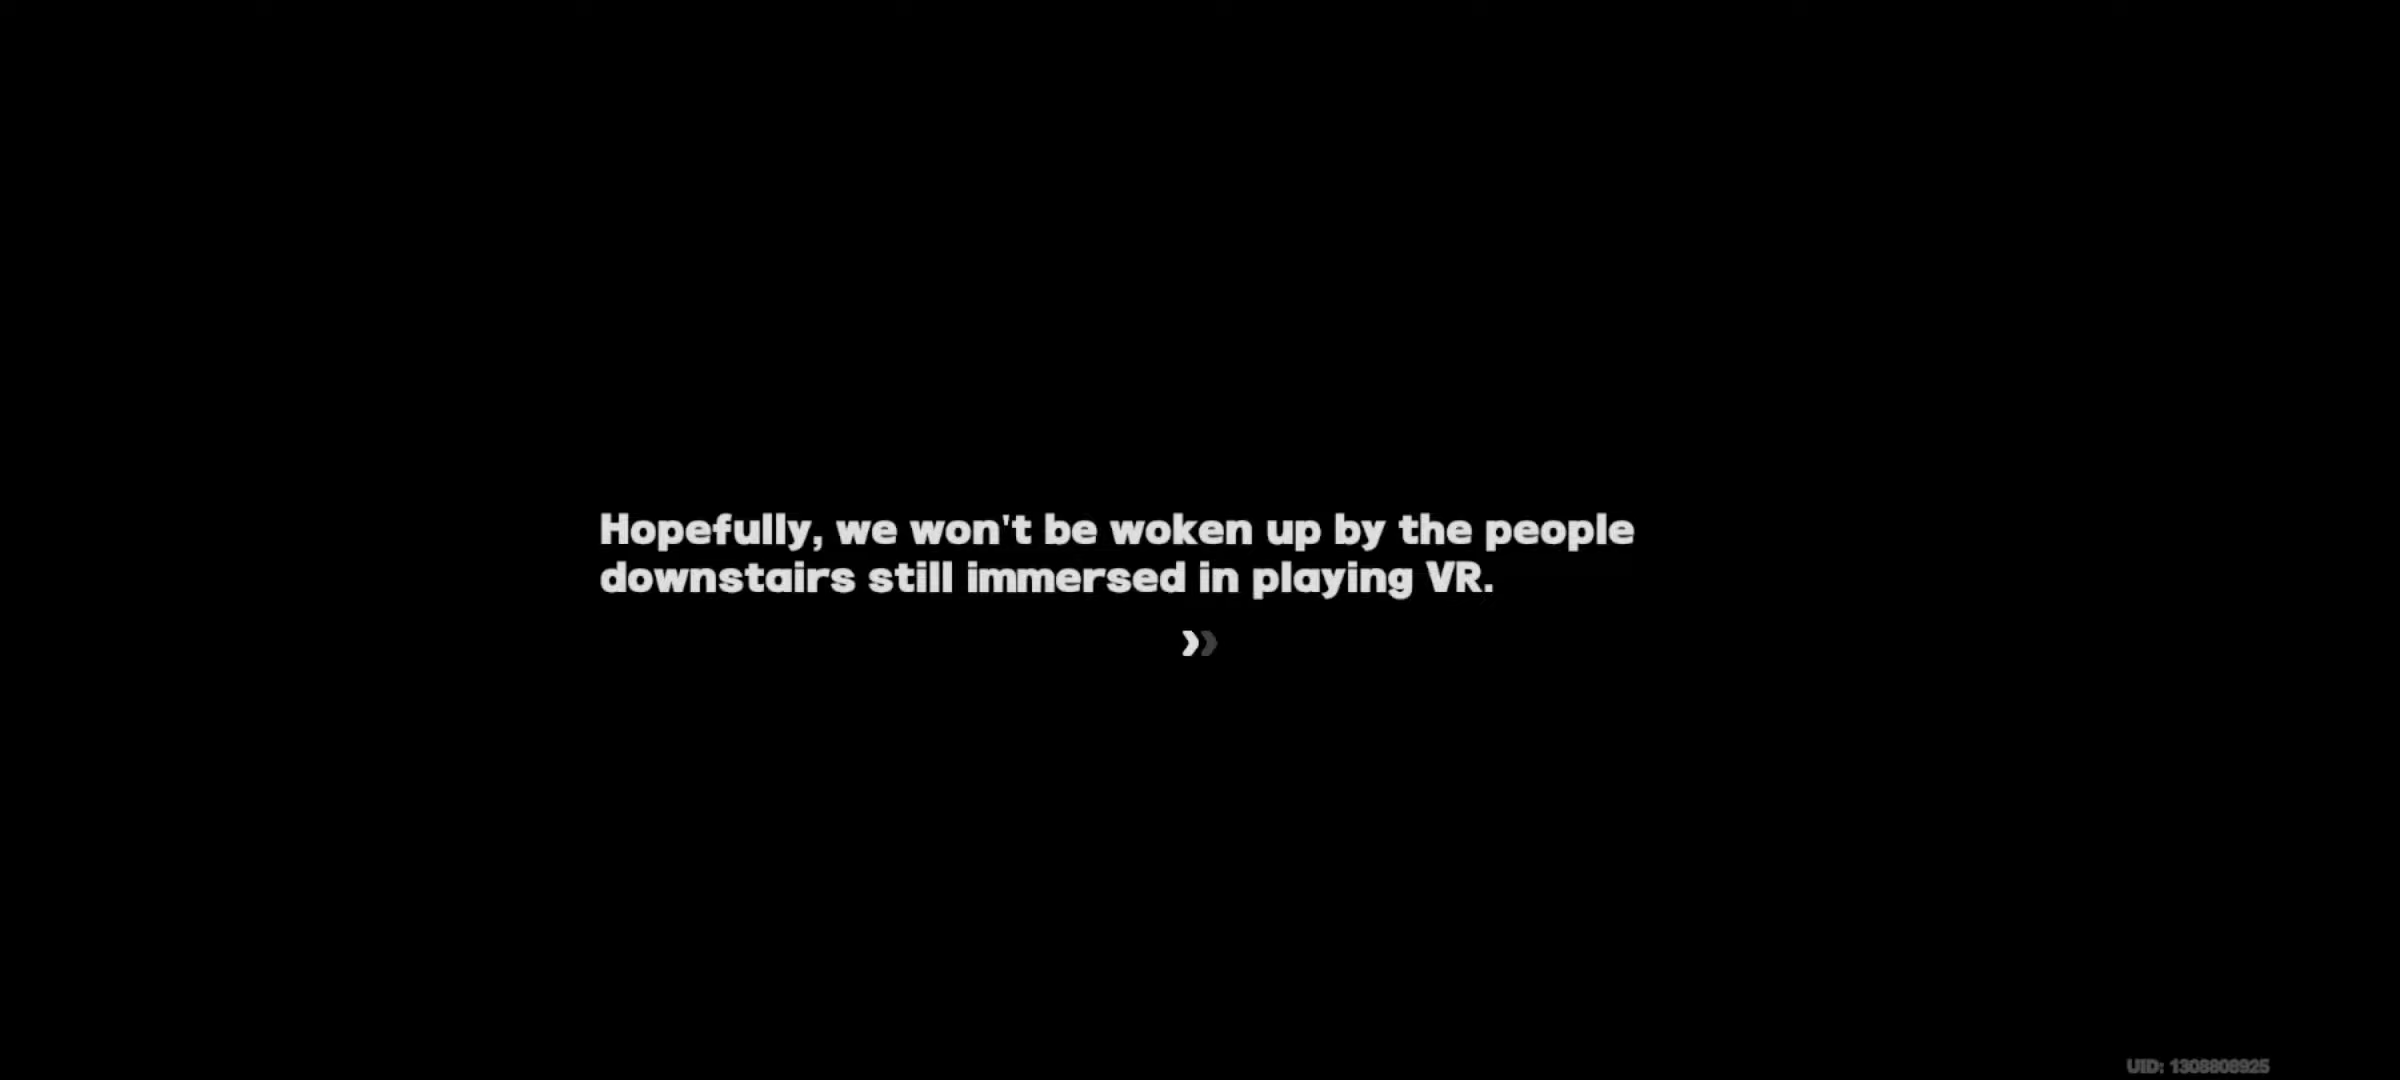 Hopefully, we won't be woken up by the people
downstairs still immersed in playing VR.
UID: 1308808925